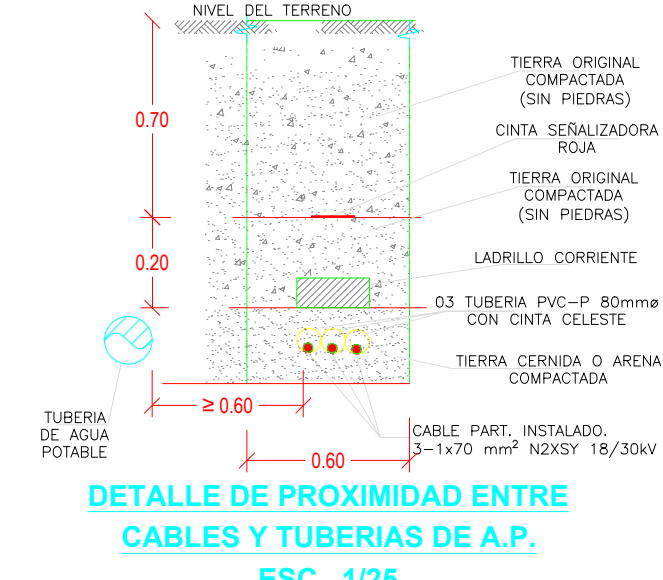 NIVEL DEL TERRENO
TIERRA ORIGINAL
COMPACTADA
(SIN PIEDRAS)
0.70
CINTA SEÑALIZADORA
ROJA
TIERRA ORIGINAL
COMPACTADA
(SIN PIEDRAS)
0.20
LADRILLO CORRIENTE
03 TUBERIA PVC-P 80mmø
CON CINTA CELESTE
TIERRA CERNIDA O ARENA
COMPACTADA
≥ 0.60
TUBERIA
DE AGUA
POTABLE
CABLE PART. INSTALADO.
3-1x70 mm² N2XSY 18/30kV
0.60
DETALLE DE PROXIMIDAD ENTRE
CABLES Y TUBERIAS DE A.P.
ESC. 1/25